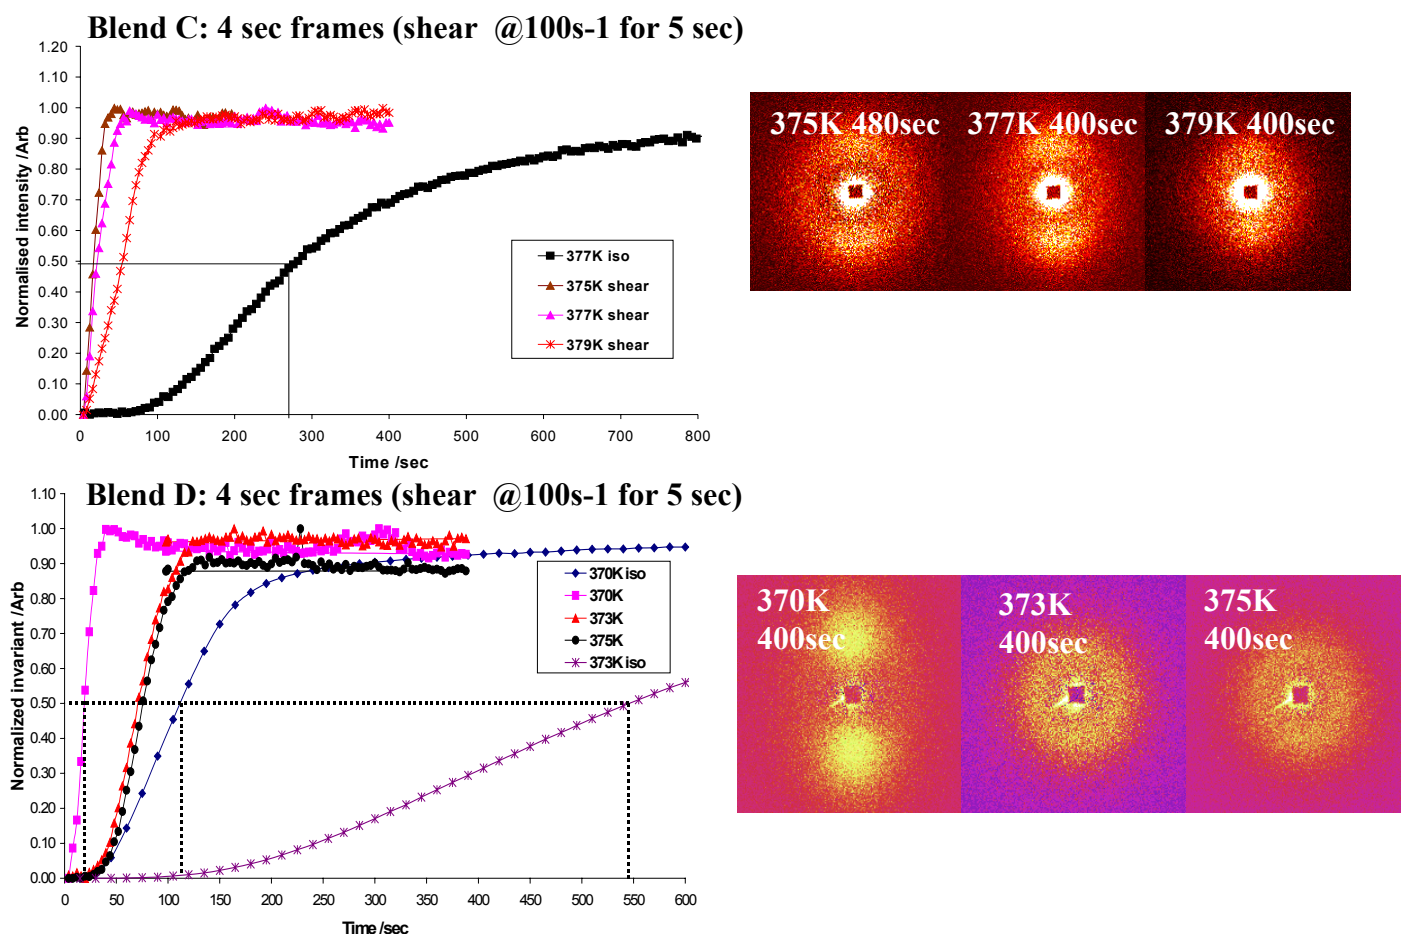 Blend C: 4 sec frames (shear @100s-1 for 5 sec)
1.20
1.10
1.00
0.90
0.80
0.70
0.60
0.50
0.40
0.30
0.20
0.10
0.00
Normalised intensity /Arb
377K iso
375K shear
377K shear
379K shear
0 100 200 300 400 500 600 700 800
Time /sec
375K 480sec 377K 400sec 379K 400sec
Blend D: 4 sec frames (shear @100s-1 for 5 sec)
1.10
1.00
0.90
0.80
0.70
0.60
0.50
0.40
0.30
0.20
0.10
0.00
Normalized invariant /Arb
370K iso
370K
373K
375K
373K iso
0 50 100 150 200 250 300 350 400 450 500 550 600
Time /sec
370K
400sec
373K
400sec
375K
400sec